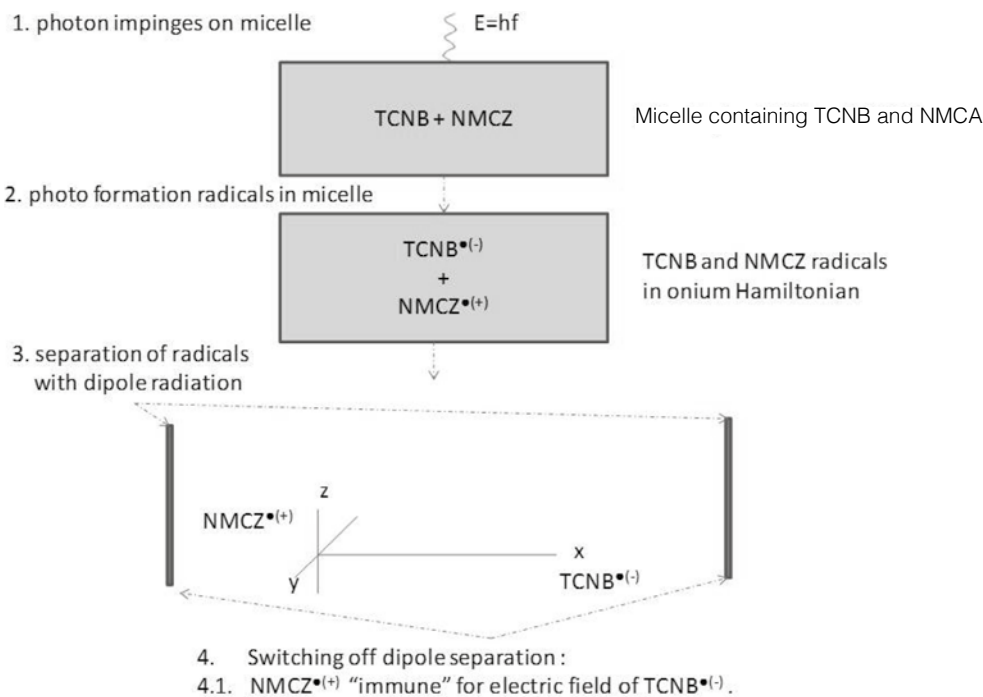 1. photon impinges on micelle
E=hf
TCNB + NMCZ
Micelle containing TCNB and NMCA
2. photo formation radicals in micelle
TCNB•(-)
+
NMCZ•(+)
TCNB and NMCZ radicals
in onium Hamiltonian
3. separation of radicals
with dipole radiation
z
NMCZ•(+)
x
y
TCNB•(-)
4. Switching off dipole separation :
4.1. NMCZ•(+) “immune” for electric field of TCNB•(-) .